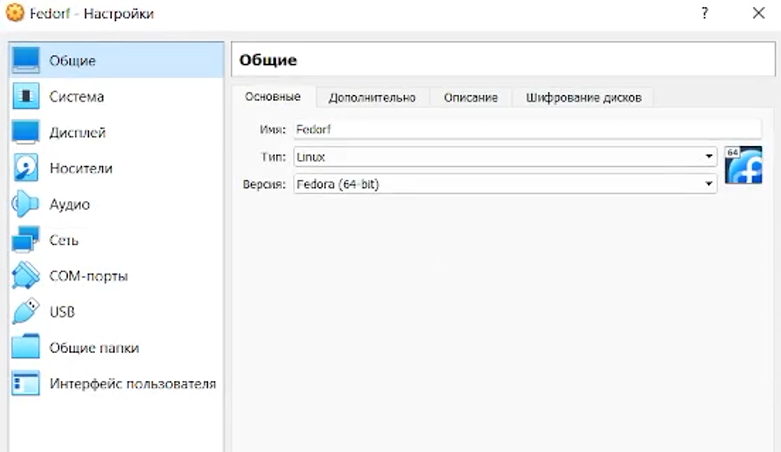 Fedorf - Настройки
?
Общие
Система
Дисплей
Носители
Аудио
Сеть
COM-порты
USB
Общие папки
Интерфейс пользователя
Общие
Основные Дополнительно Описание Шифрование дисков
Имя: Fedorf
Тип: Linux
64
Версия: Fedora (64-bit)